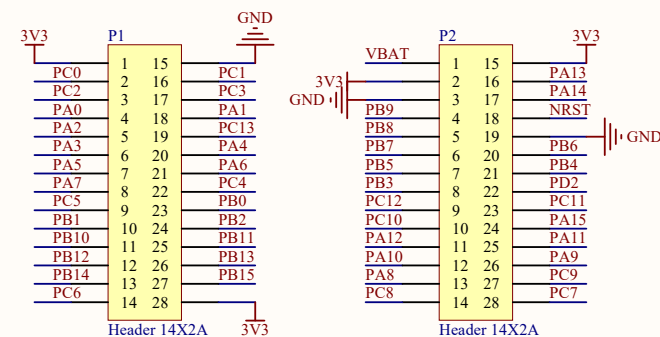 GND
3V3 P1
1 15
PC0 2 16 PC1
PC2 3 17 PC3
PA0 4 18 PA1
PA2 5 19 PC13
PA3 6 20 PA4
PA5 7 21 PA6
PA7 8 22 PC4
PC5 9 23 PB0
PB1 10 24 PB2
PB10 11 25 PB11
PB12 12 26 PB13
PB14 13 27 PB15
PC6 14 28
Header 14X2A 3V3
P2 3V3
VBAT 1 15
3V3 2 16 PA13
GND 3 17 PA14
PB9 4 18 NRST
PB8 5 19 GND
PB7 6 20 PB6
PB5 7 21 PB4
PB3 8 22 PD2
PC12 9 23 PC11
PC10 10 24 PA15
PA12 11 25 PA11
PA10 12 26 PA9
PA8 13 27 PC9
PC8 14 28 PC7
Header 14X2A